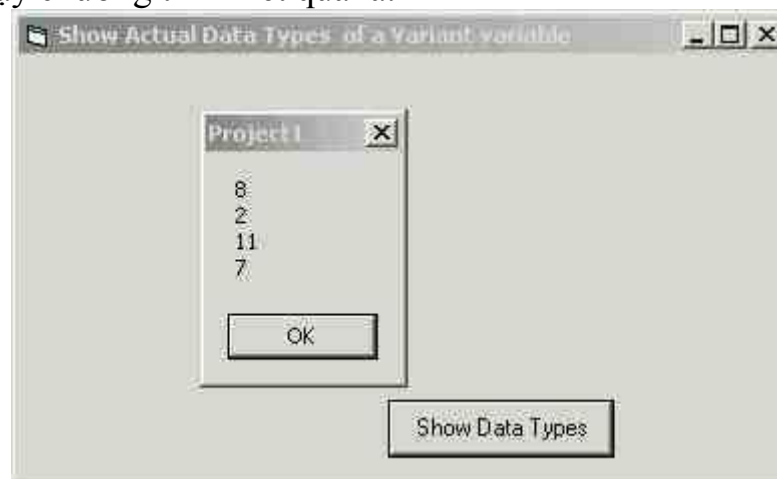 Show Actual Data Types of a Variant variable
Project1
8
2
11
7
OK
Show Data Types